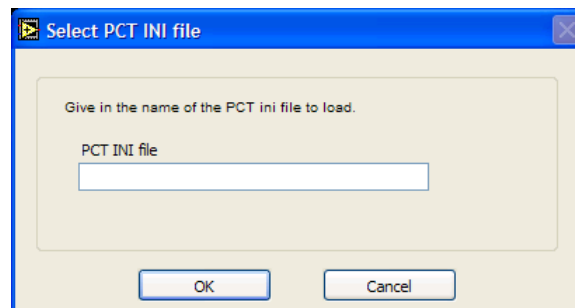 Select PCT INI file
Give in the name of the PCT ini file to load.
PCT INI file
OK
Cancel